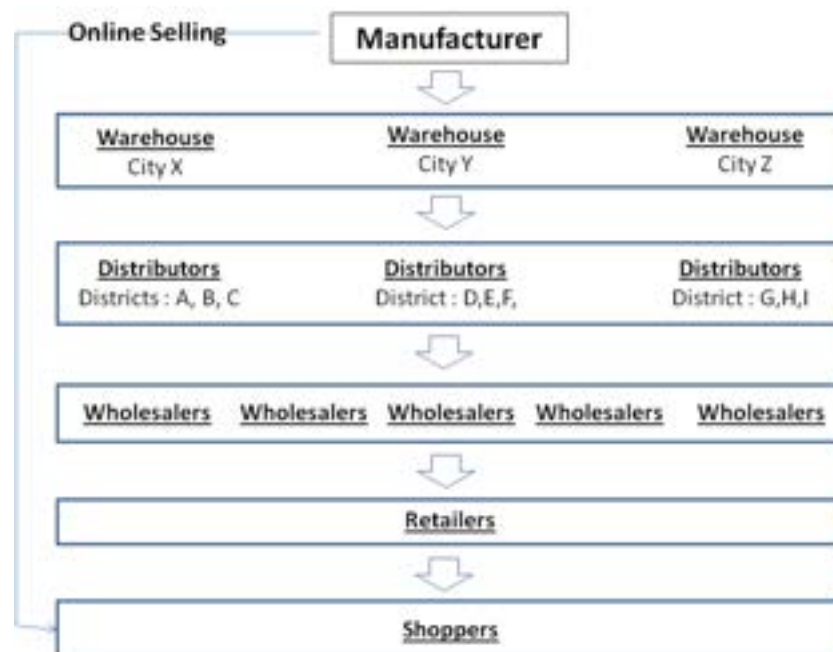 Online Selling
Manufacturer
Warehouse Warehouse Warehouse
City X City Y City Z
Distributors Distributors Distributors
Districts : A, B, C District : D,E,F, District : G,H,I
Wholesalers Wholesalers Wholesalers Wholesalers Wholesalers
Retailers
Shoppers